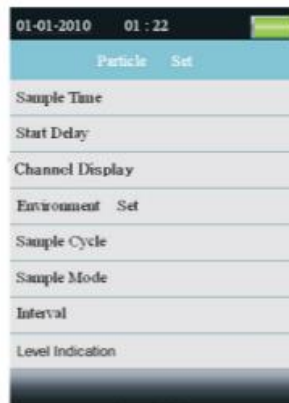 01-01-2010 01 : 22
Particle Set
Sample Time
Start Delay
Channel Display
Environment Set
Sample Cycle
Sample Mode
Interval
Level Indication